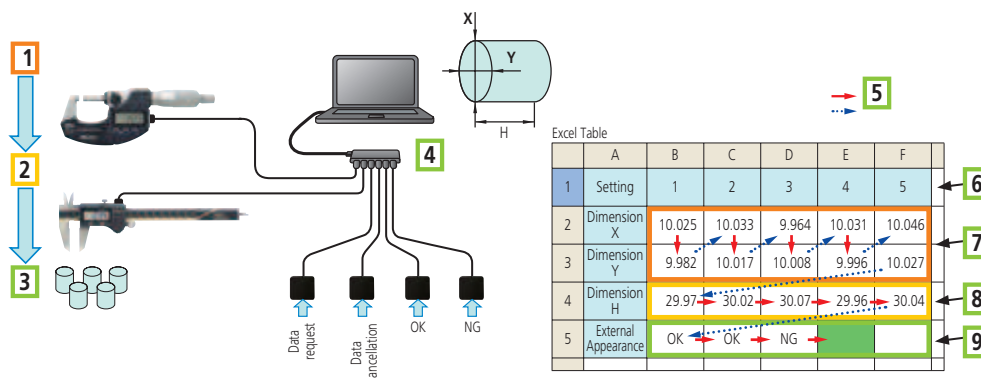 1
2
3
4
X
Y
H
Data
request
Data
ancellation
OK
NG
5
Excel Table
A B C D E F
1 Setting 1 2 3 4 5 6
2 Dimension X 10.025 10.033 9.964 10.031 10.046
7
3 Dimension Y 9.982 10.017 10.008 9.996 10.027
4 Dimension H 29.97 30.02 30.07 29.96 30.04 8
5 External Appearance OK OK NG 9